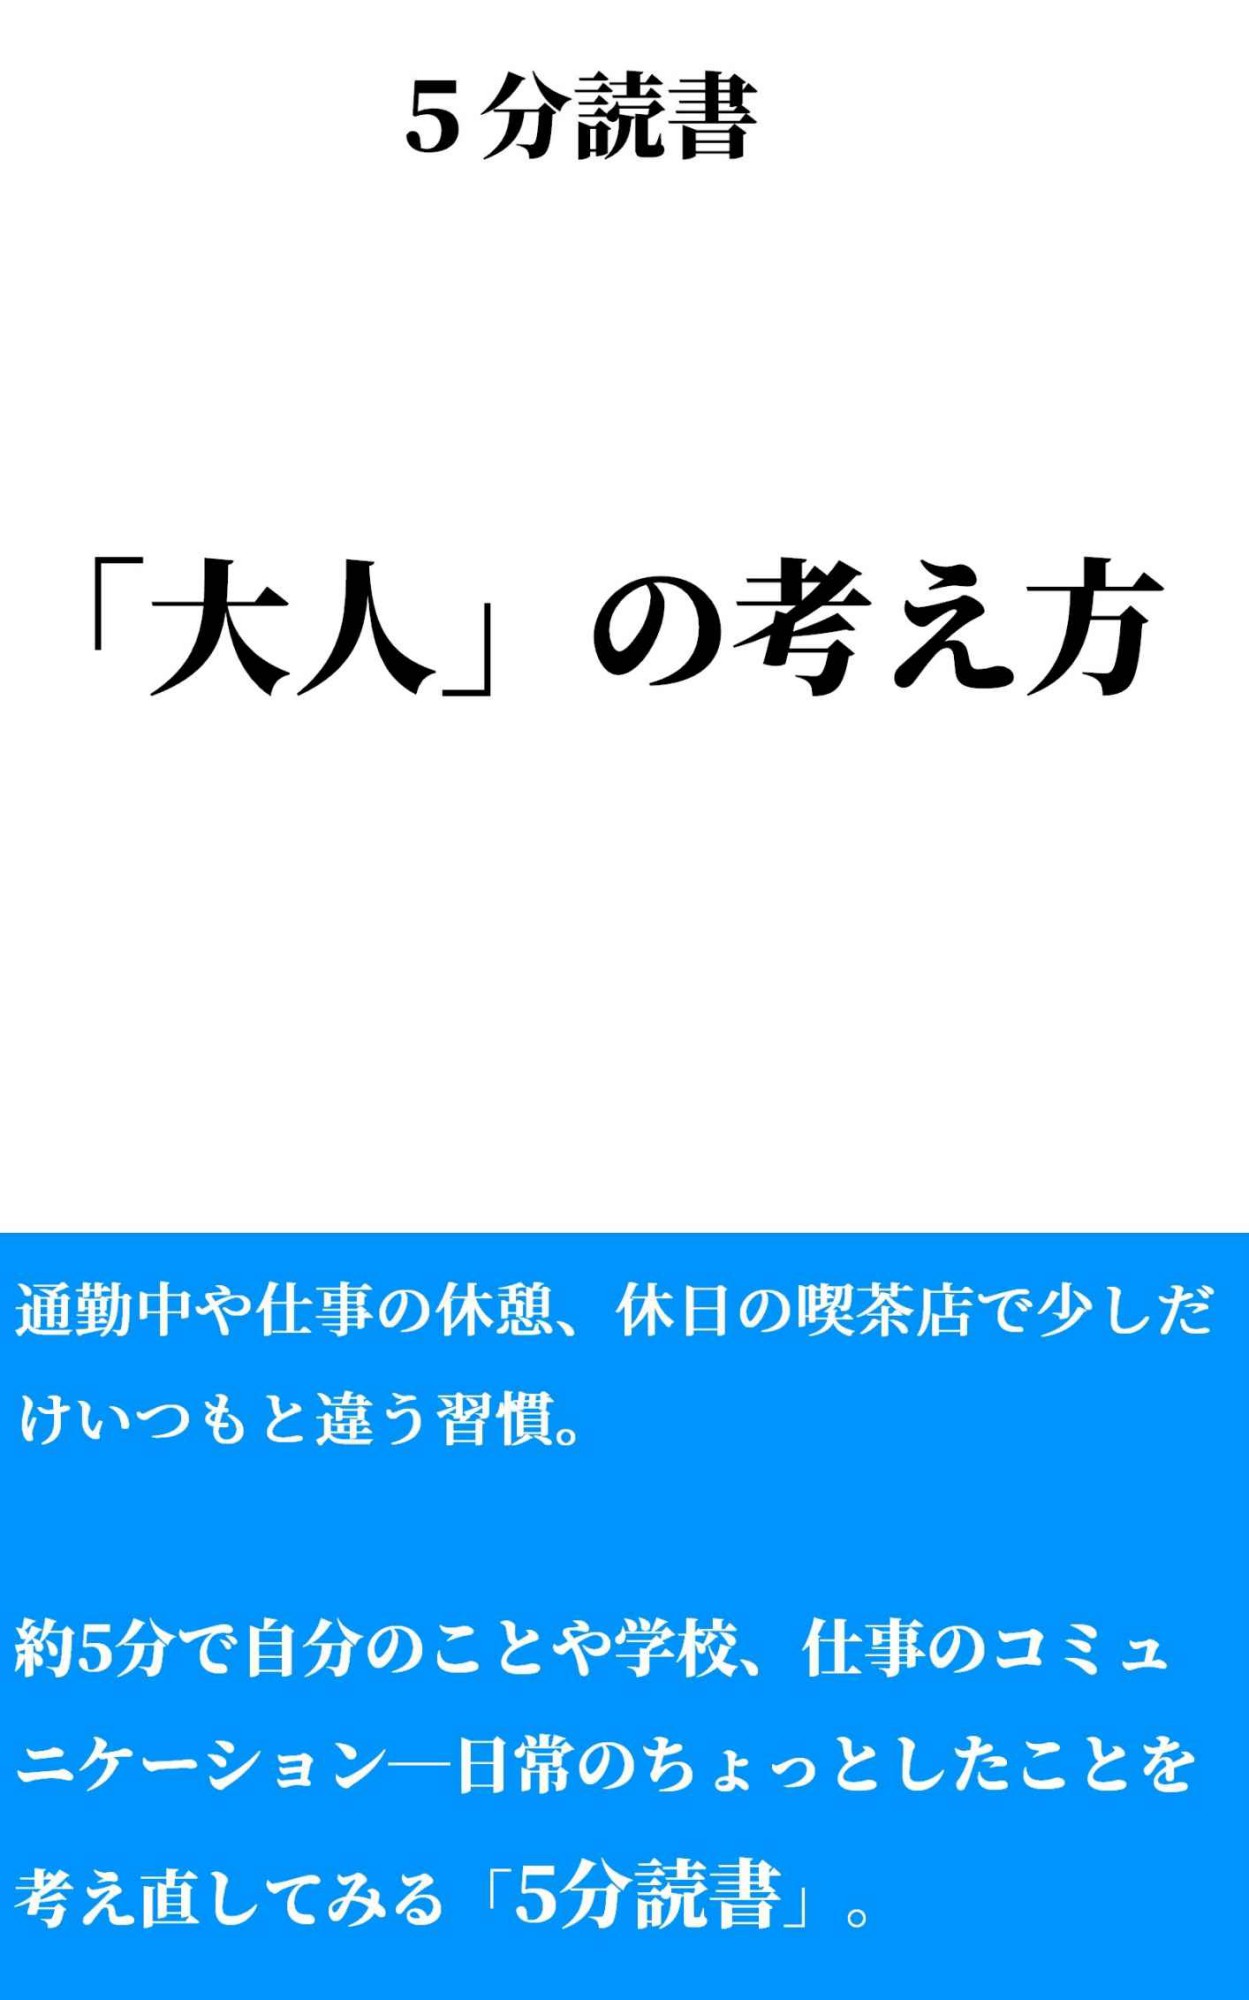 ５分読書
「大人」の考え方
通勤中や仕事の休憩、休日の喫茶店で少しだ
けいつもと違う習慣。
約5分で自分のことや学校、仕事のコミュ
ニケーション―日常のちょっとしたことを
考え直してみる「5分読書」。